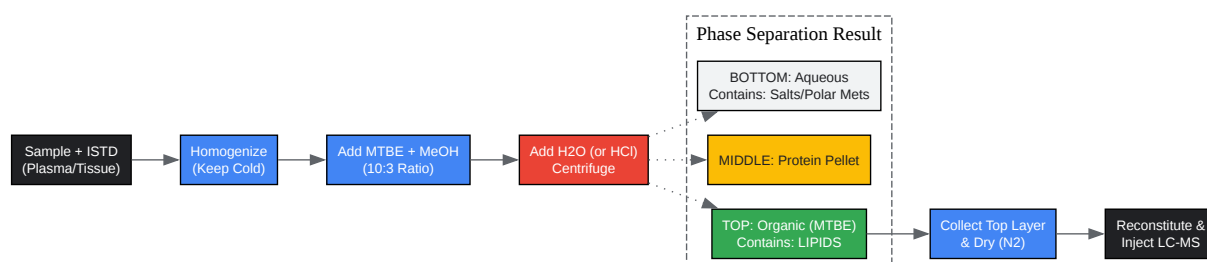 Phase Separation Result
BOTTOM: Aqueous
Contains: Salts/Polar Mets
Sample + ISTD
(Plasma/Tissue)
Homogenize
(Keep Cold)
Add MTBE + MeOH
(10:3 Ratio)
Add H2O (or HCl)
Centrifuge
MIDDLE: Protein Pellet
TOP: Organic (MTBE)
Contains: LIPIDS
Collect Top Layer
& Dry (N2)
Reconstitute &
Inject LC-MS